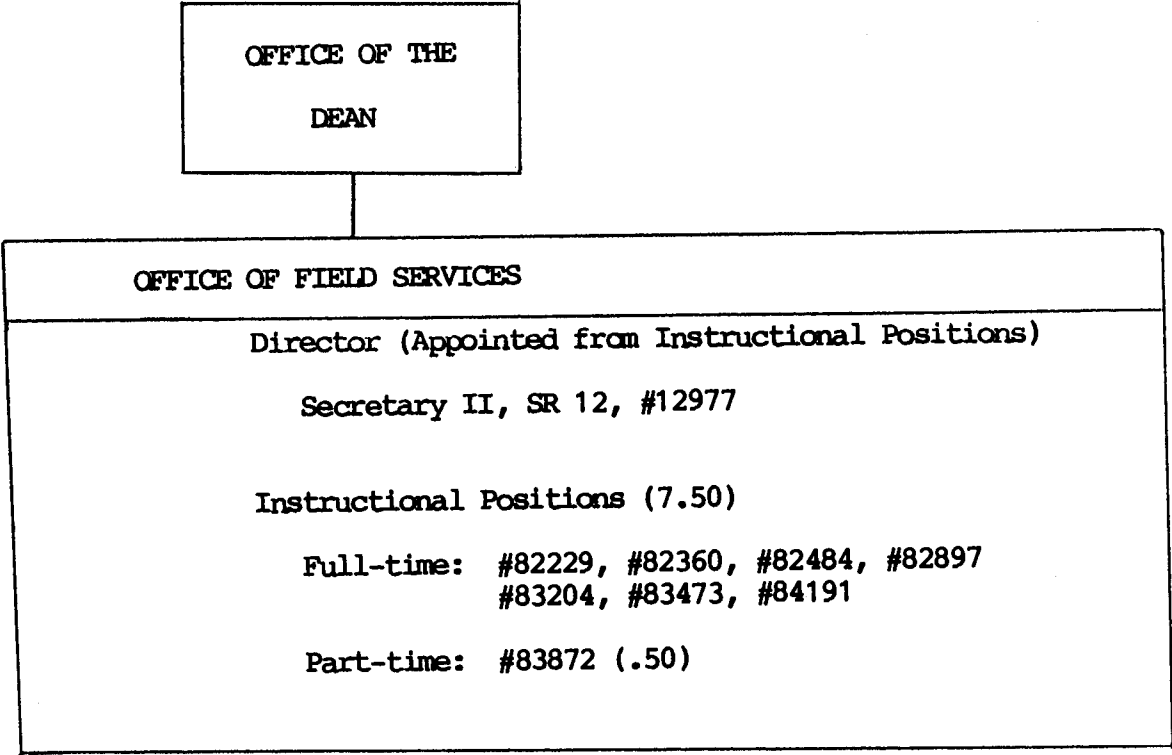 OFFICE OF THE
DEAN
OFFICE OF FIELD SERVICES
Director (Appointed from Instructional Positions)
Secretary II, SR 12, #12977
Instructional Positions (7.50)
Full-time: #82229, #82360, #82484, #82897
#83204, #83473, #84191
Part-time: #83872 (.50)